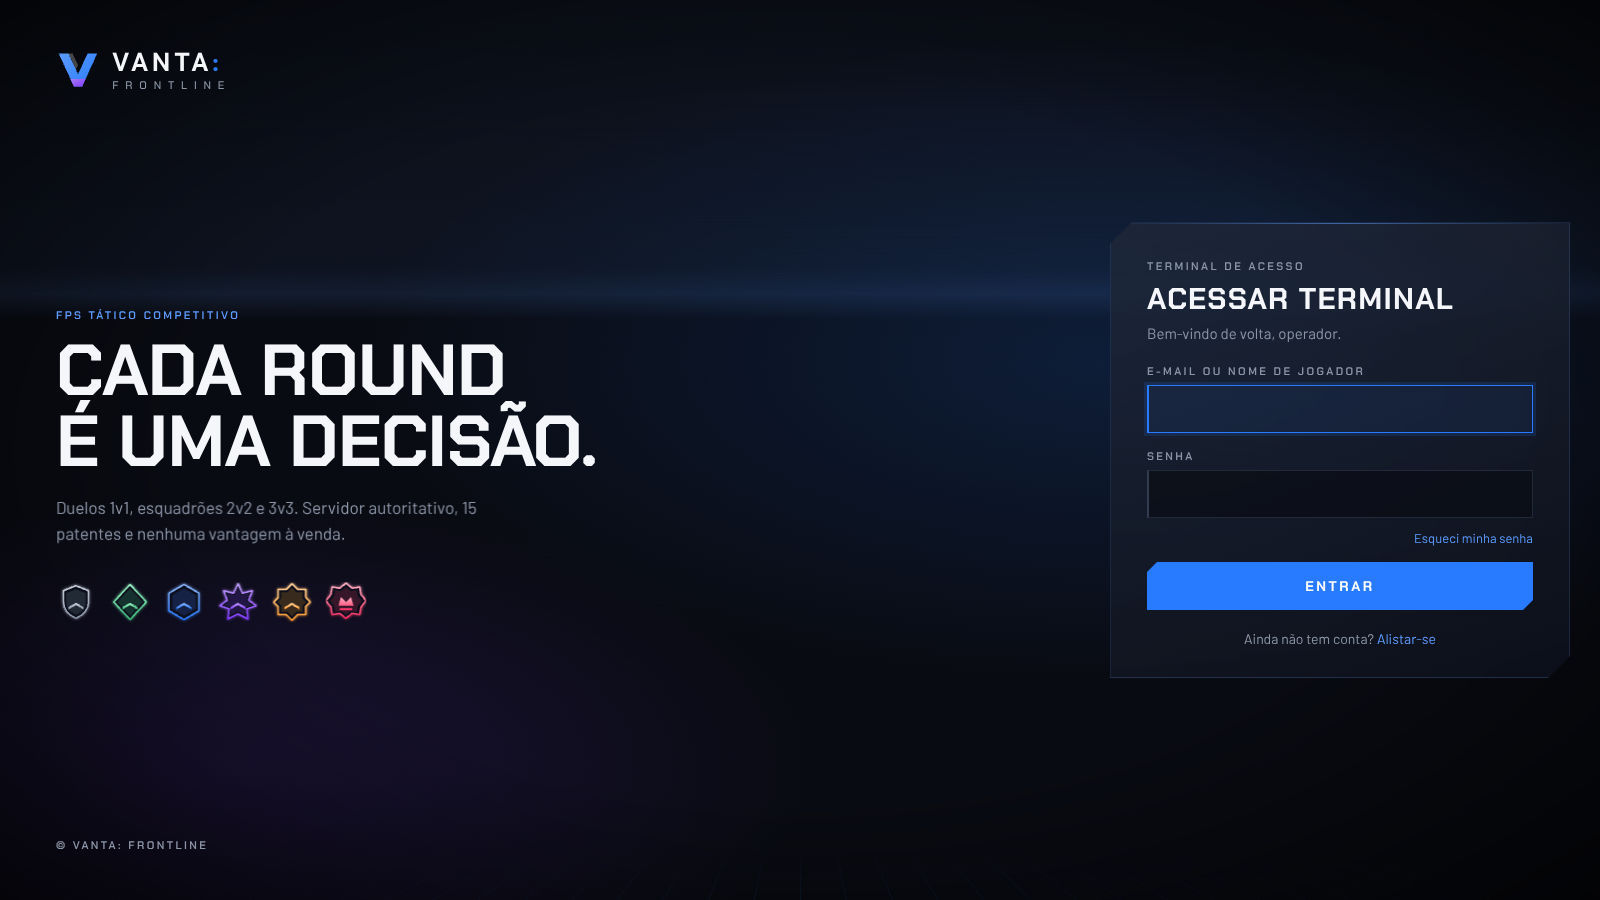 VANTA:
FRONTLINE
FPS TÁTICO COMPETITIVO
CADA ROUND
É UMA DECISÃO.
Duelos 1v1, esquadrões 2v2 e 3v3. Servidor autoritativo, 15
patentes e nenhuma vantagem à venda.
© VANTA: FRONTLINE
TERMINAL DE ACESSO
ACESSAR TERMINAL
Bem-vindo de volta, operador.
E-MAIL OU NOME DE JOGADOR
SENHA
Esqueci minha senha
ENTRAR
Ainda não tem conta? Alistar-se